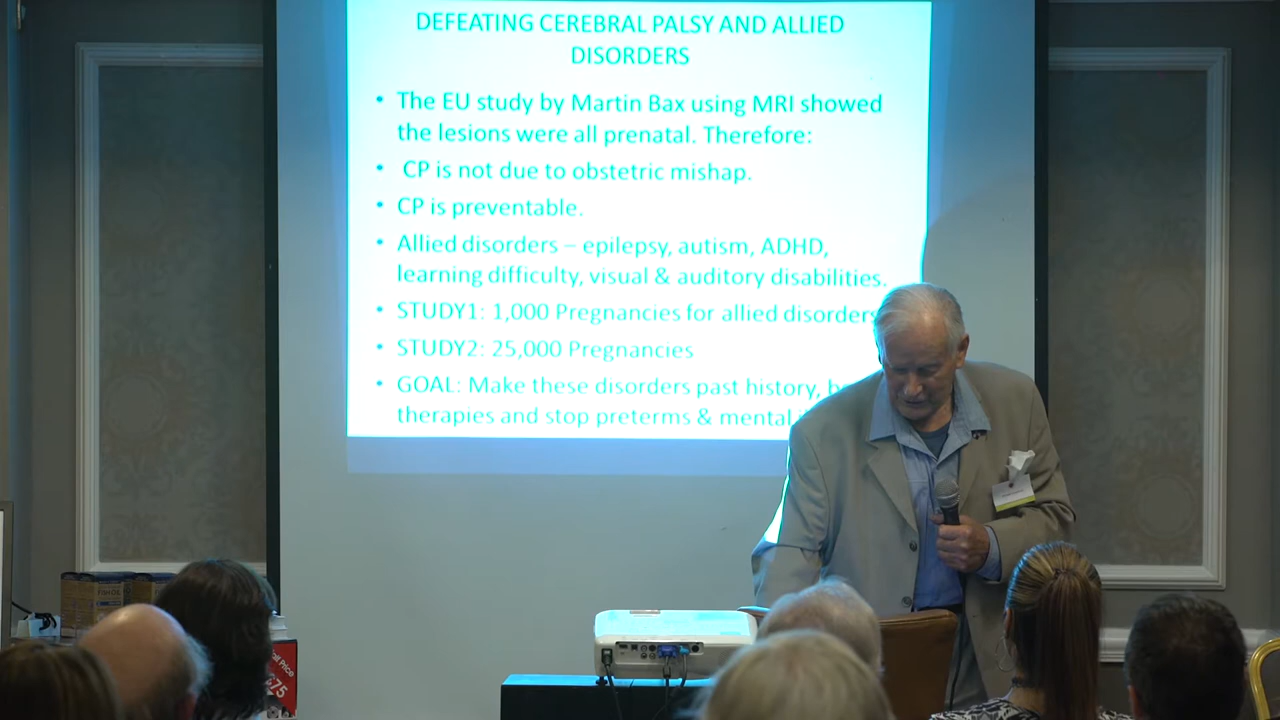 DEFEATING CEREBRAL PALSY AND ALLIED
DISORDERS
• The EU study by Martin Bax using MRI showed
the lesions were all prenatal. Therefore:
• CP is not due to obstetric mishap.
• CP is preventable.
• Allied disorders – epilepsy, autism, ADHD,
learning difficulty, visual & auditory disabilities.
• STUDY1: 1,000 Pregnancies for allied disorders
• STUDY2: 25,000 Pregnancies
• GOAL: Make these disorders past history,
therapies and stop preterms & mental
Price
£75